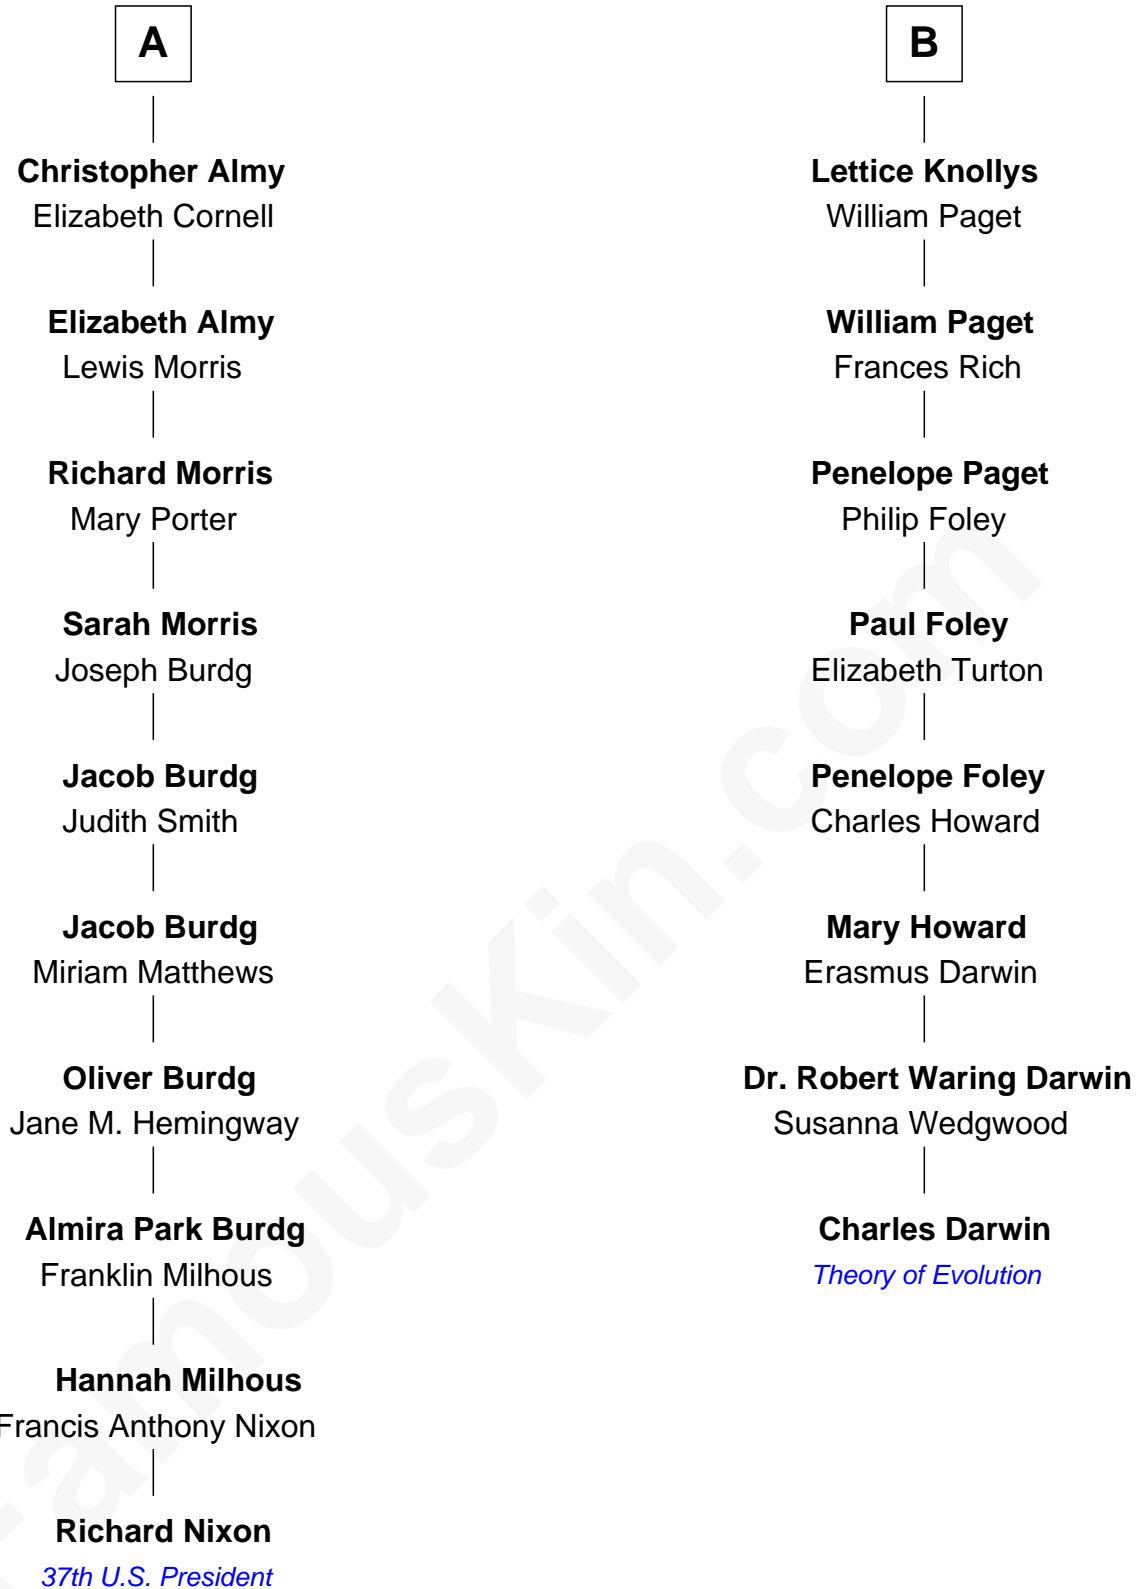 A
Christopher Almy
Elizabeth Cornell
Elizabeth Almy
Lewis Morris
Richard Morris
Mary Porter
Sarah Morris
Joseph Burdg
Jacob Burdg
Judith Smith
Jacob Burdg
Miriam Matthews
Oliver Burdg
Jane M. Hemingway
Almira Park Burdg
Franklin Milhous
Hannah Milhous
Francis Anthony Nixon
Richard Nixon
37th U.S. President
B
Lettice Knollys
William Paget
William Paget
Frances Rich
Penelope Paget
Philip Foley
Paul Foley
Elizabeth Turton
Penelope Foley
Charles Howard
Mary Howard
Erasmus Darwin
Dr. Robert Waring Darwin
Susanna Wedgwood
Charles Darwin
Theory of Evolution
FamousKin.com